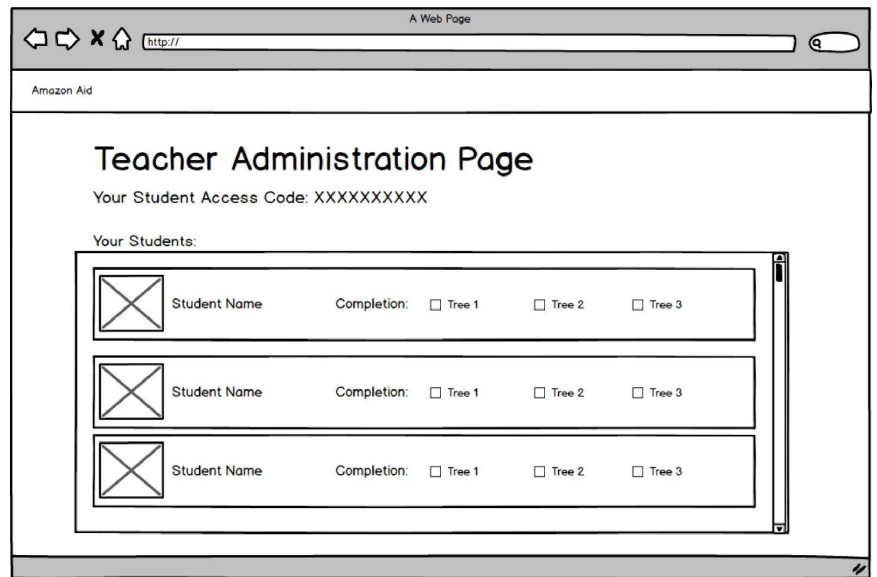 A Web Page
http://
Amazon Aid
Teacher Administration Page
Your Student Access Code: XXXXXXXXXX
Your Students:
Student Name Completion: Tree 1 Tree 2 Tree 3
Student Name Completion: Tree 1 Tree 2 Tree 3
Student Name Completion: Tree 1 Tree 2 Tree 3